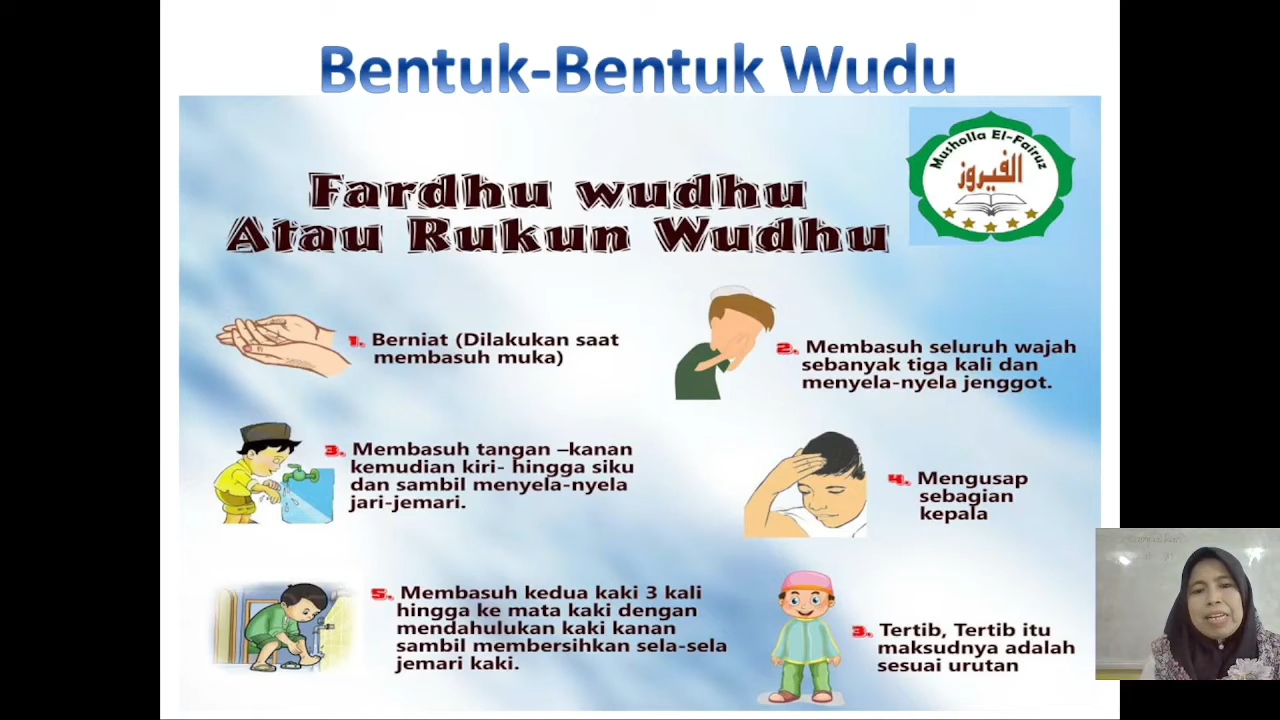 Bentuk-Bentuk Wudu
Musholla El-Fairuz
الفيروز
Fardhu wudhu
Atau Rukun Wudhu
1. Berniat (Dilakukan saat
membasuh muka)
2. Membasuh seluruh wajah
sebanyak tiga kali dan
menyela-nyela jenggot.
3. Membasuh tangan –kanan
kemudian kiri- hingga siku
dan sambil menyela-nyela
jari-jemari.
4. Mengusap
sebagian
kepala
5. Membasuh kedua kaki 3 kali
hingga ke mata kaki dengan
mendahulukan kaki kanan
sambil membersihkan sela-sela
jemari kaki.
3. Tertib, Tertib itu
maksudnya adalah
sesuai urutan